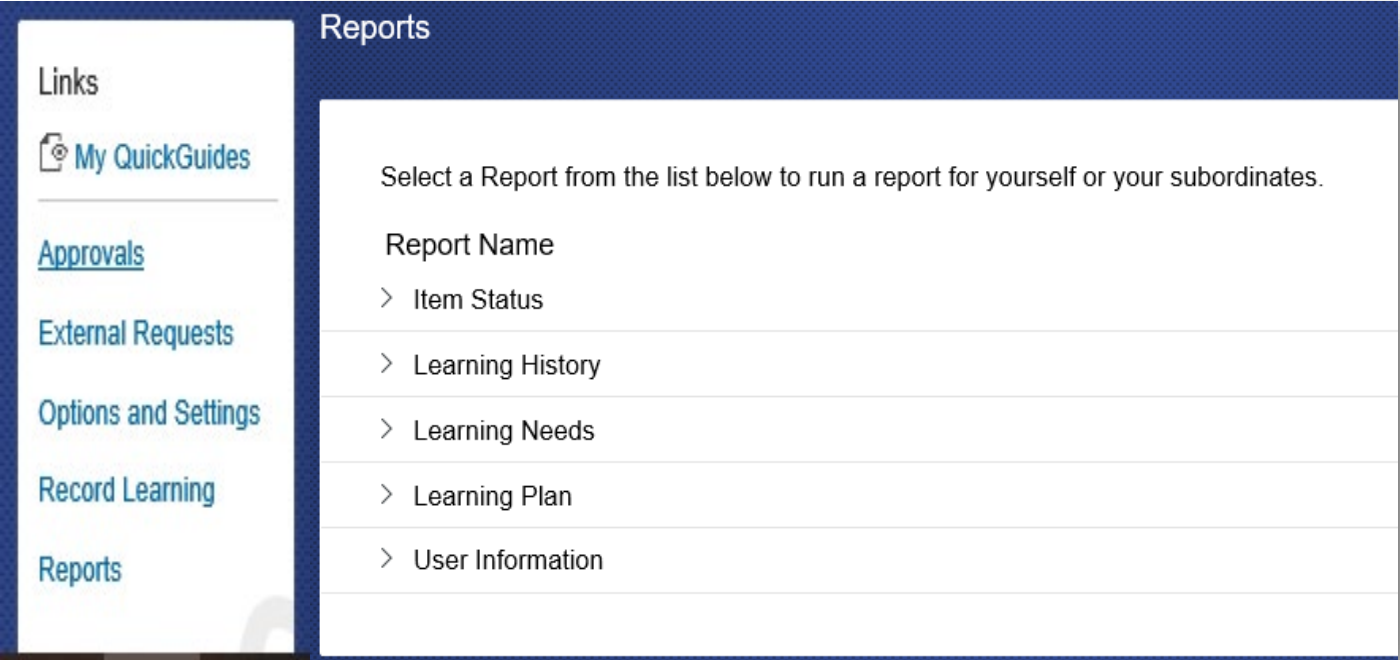 Links
My QuickGuides
Approvals
External Requests
Options and Settings
Record Learning
Reports
Reports
Select a Report from the list below to run a report for yourself or your subordinates.
Report Name
Item Status
Learning History
Learning Needs
Learning Plan
User Information